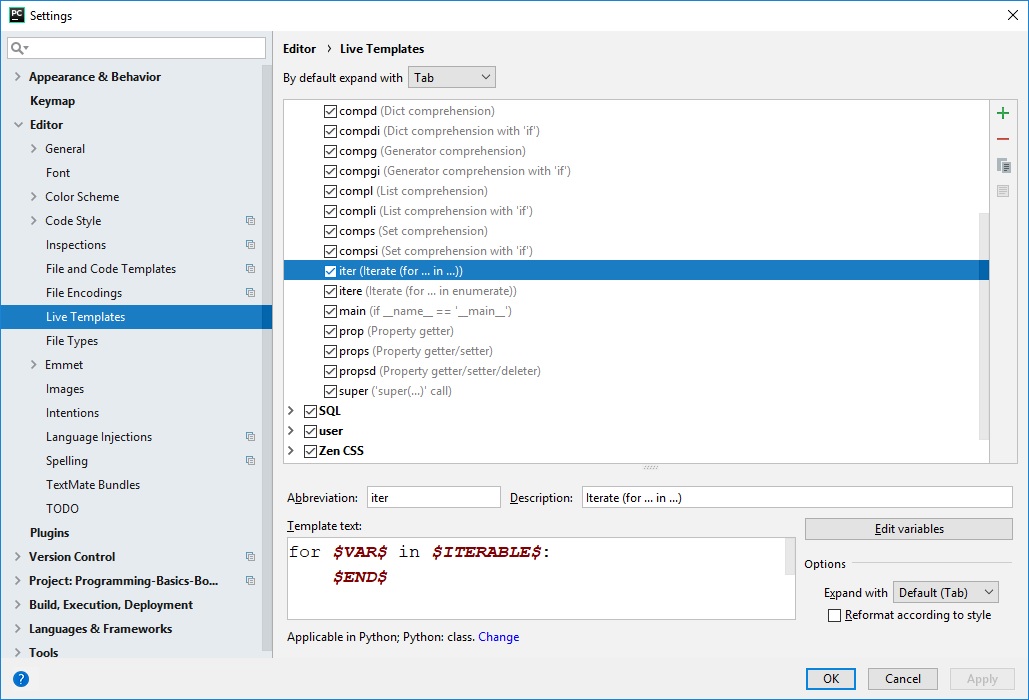 PC Settings
Appearance & Behavior
Keymap
Editor
General
Font
Color Scheme
Code Style
Inspections
File and Code Templates
File Encodings
Live Templates
File Types
Emmet
Images
Intentions
Language Injections
Spelling
TextMate Bundles
TODO
Plugins
Version Control
Project: Programming-Basics-Bo...
Build, Execution, Deployment
Languages & Frameworks
Tools
Editor › Live Templates
By default expand with Tab
compd (Dict comprehension)
compdi (Dict comprehension with 'if')
compg (Generator comprehension)
compgi (Generator comprehension with 'if')
compl (List comprehension)
compli (List comprehension with 'if')
comps (Set comprehension)
compsi (Set comprehension with 'if')
iter (Iterate (for ... in ...))
itere (Iterate (for ... in enumerate))
main (if __name__ == '__main__')
prop (Property getter)
props (Property getter/setter)
propsd (Property getter/setter/deleter)
super ('super(...)' call)
SQL
user
Zen CSS
Abbreviation: iter Description: Iterate (for ... in ...)
Template text:
for $VAR$ in $ITERABLE$:
$END$
Edit variables
Options
Expand with Default (Tab)
Reformat according to style
Applicable in Python; Python: class. Change
? OK Cancel Apply